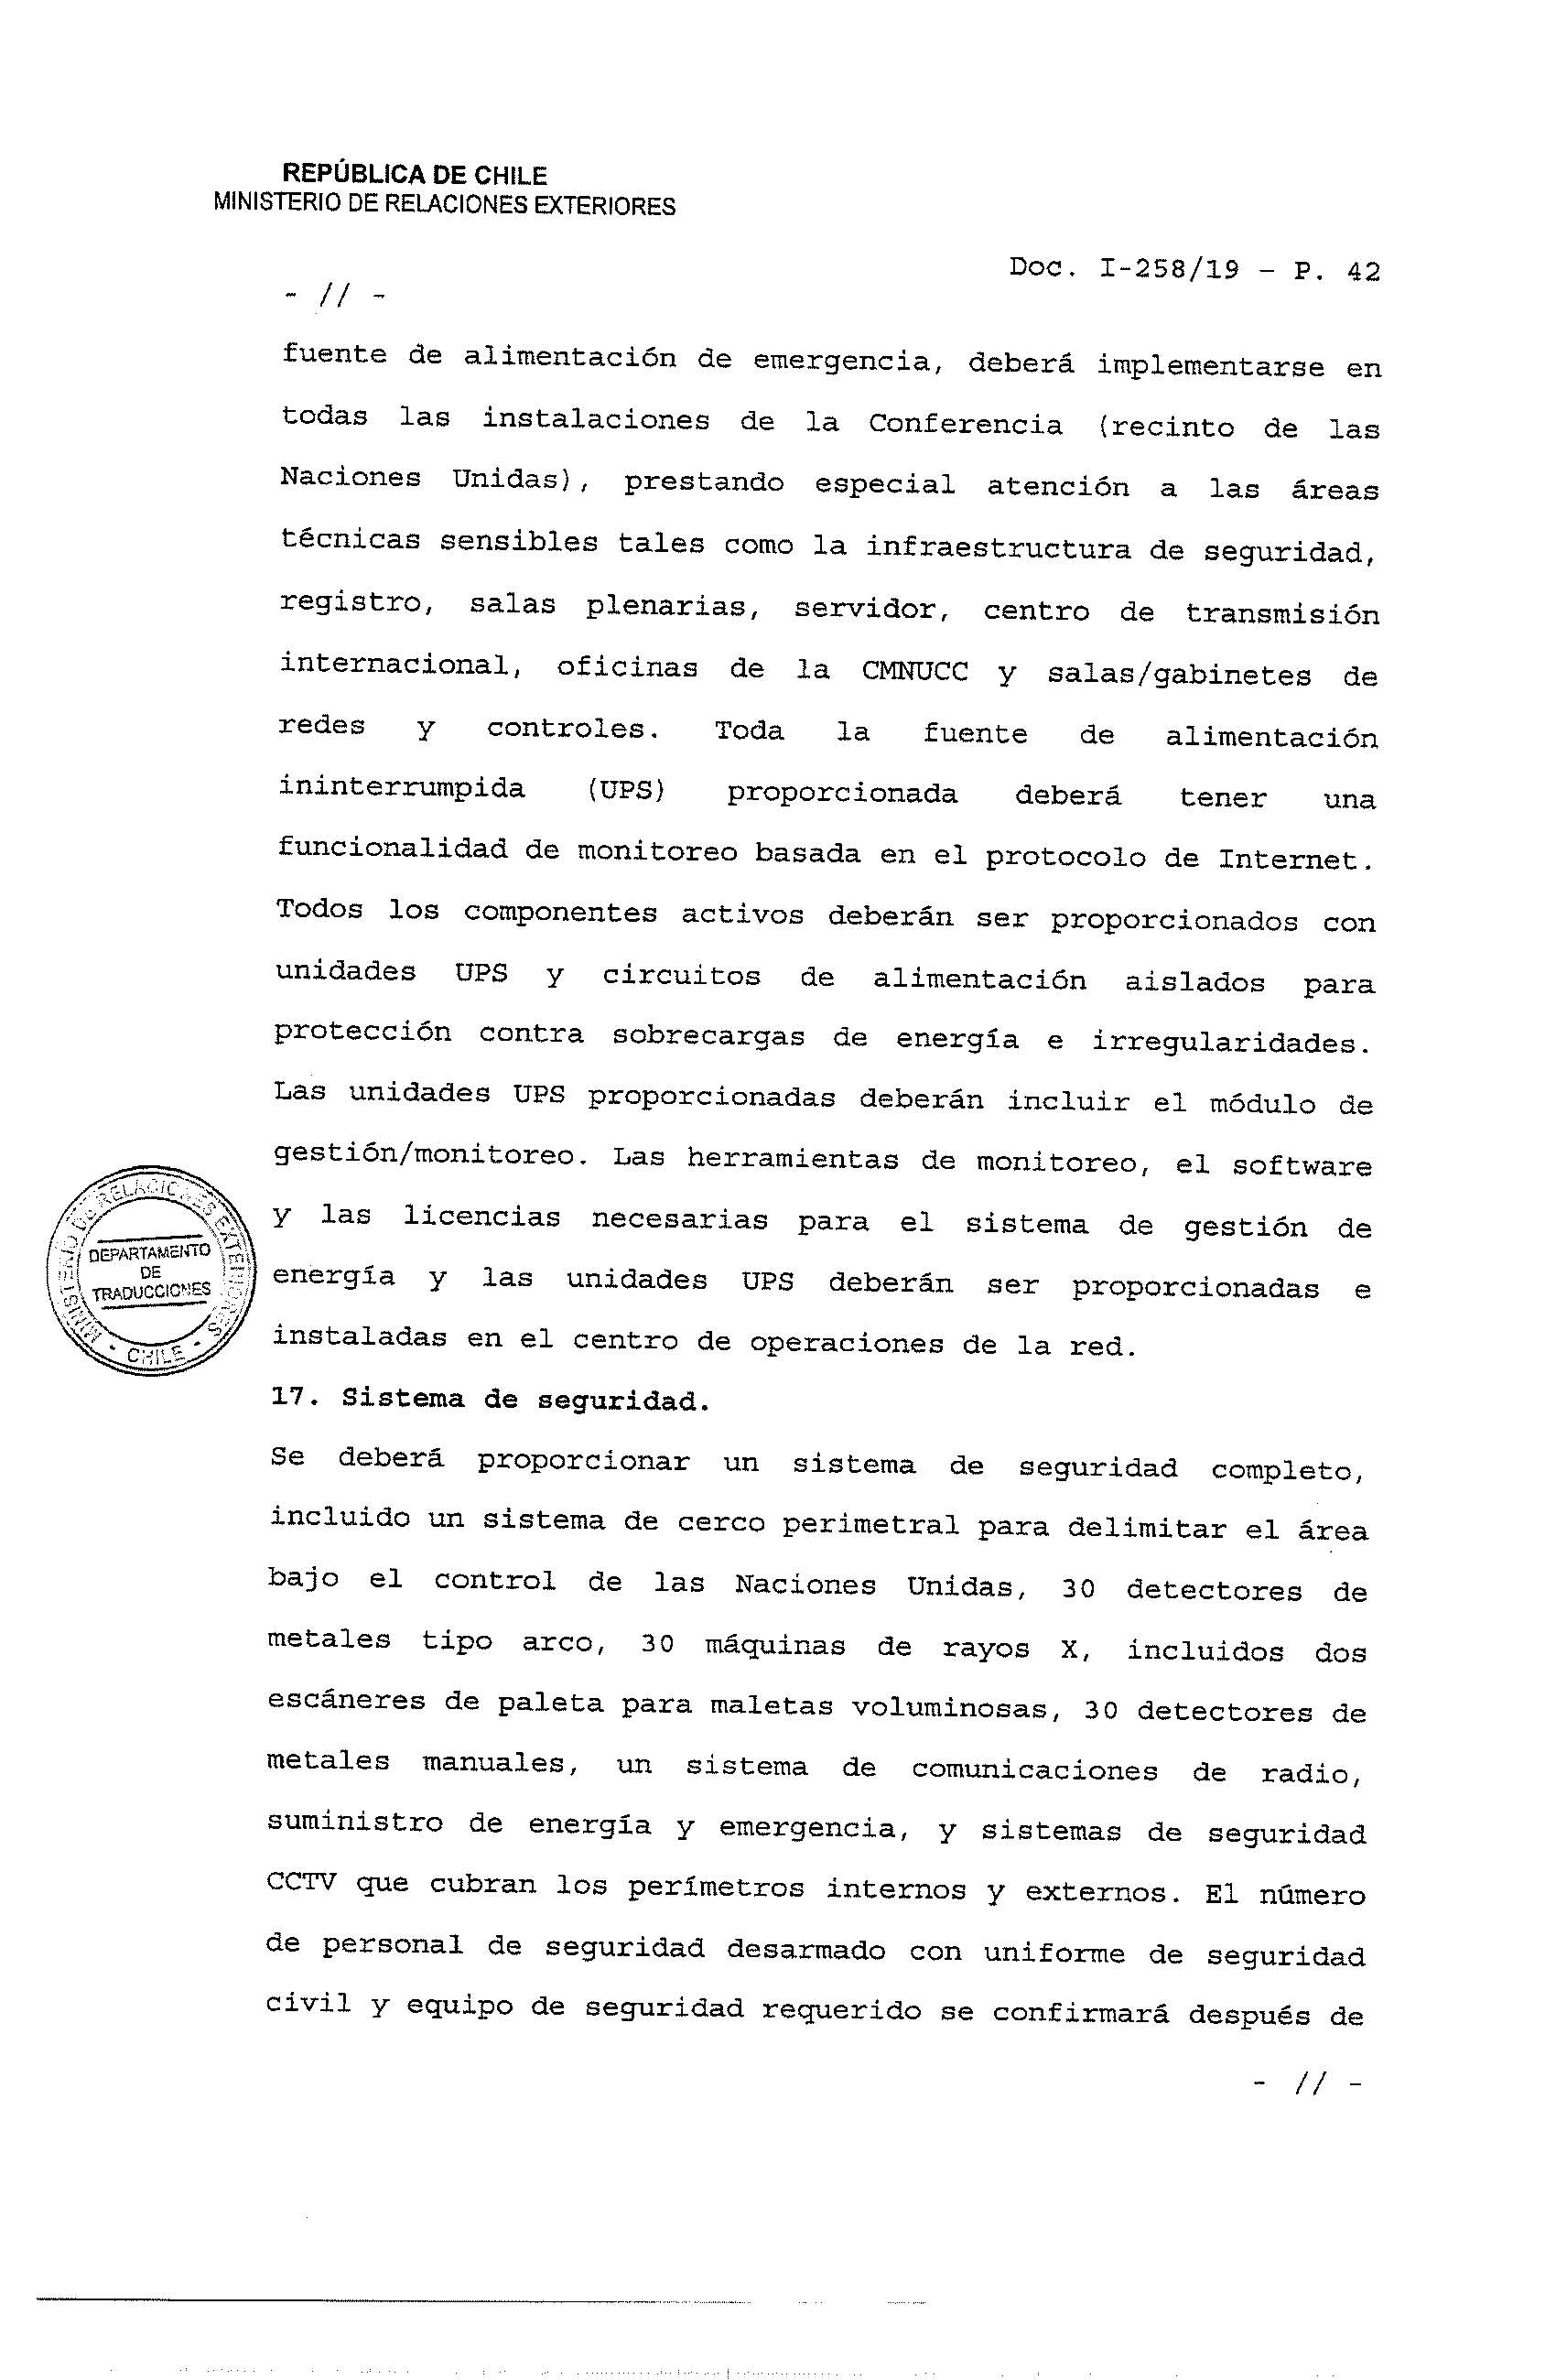 REPÚBLICA DE CHILE
MINISTERIO DE RELACIONES EXTERIORES
Doc. I-258/19 - P. 42
- // -
fuente de alimentación de emergencia, deberá implementarse en
todas las instalaciones de la Conferencia (recinto de las
Naciones Unidas), prestando especial atención a las áreas
técnicas sensibles tales como la infraestructura de seguridad,
registro, salas plenarias, servidor, centro de transmisión
internacional, oficinas de la CMNUCC y salas/gabinetes de
redes y controles. Toda la fuente de alimentación
ininterrumpida (UPS) proporcionada deberá tener una
funcionalidad de monitoreo basada en el protocolo de Internet.
Todos los componentes activos deberán ser proporcionados con
unidades UPS y circuitos de alimentación aislados para
protección contra sobrecargas de energía e irregularidades.
Las unidades UPS proporcionadas deberán incluir el módulo de
gestión/monitoreo. Las herramientas de monitoreo, el software
y las licencias necesarias para el sistema de gestión de
energía y las unidades UPS deberán ser proporcionadas e
instaladas en el centro de operaciones de la red.
MINISTERIO DE RELACIONES EXTERIORES
DEPARTAMENTO
DE
TRADUCCIONES
- CHILE -
17. Sistema de seguridad.
Se deberá proporcionar un sistema de seguridad completo,
incluido un sistema de cerco perimetral para delimitar el área
bajo el control de las Naciones Unidas, 30 detectores de
metales tipo arco, 30 máquinas de rayos X, incluidos dos
escáneres de paleta para maletas voluminosas, 30 detectores de
metales manuales, un sistema de comunicaciones de radio,
suministro de energía y emergencia, y sistemas de seguridad
CCTV que cubran los perímetros internos y externos. El número
de personal de seguridad desarmado con uniforme de seguridad
civil y equipo de seguridad requerido se confirmará después de
- // -